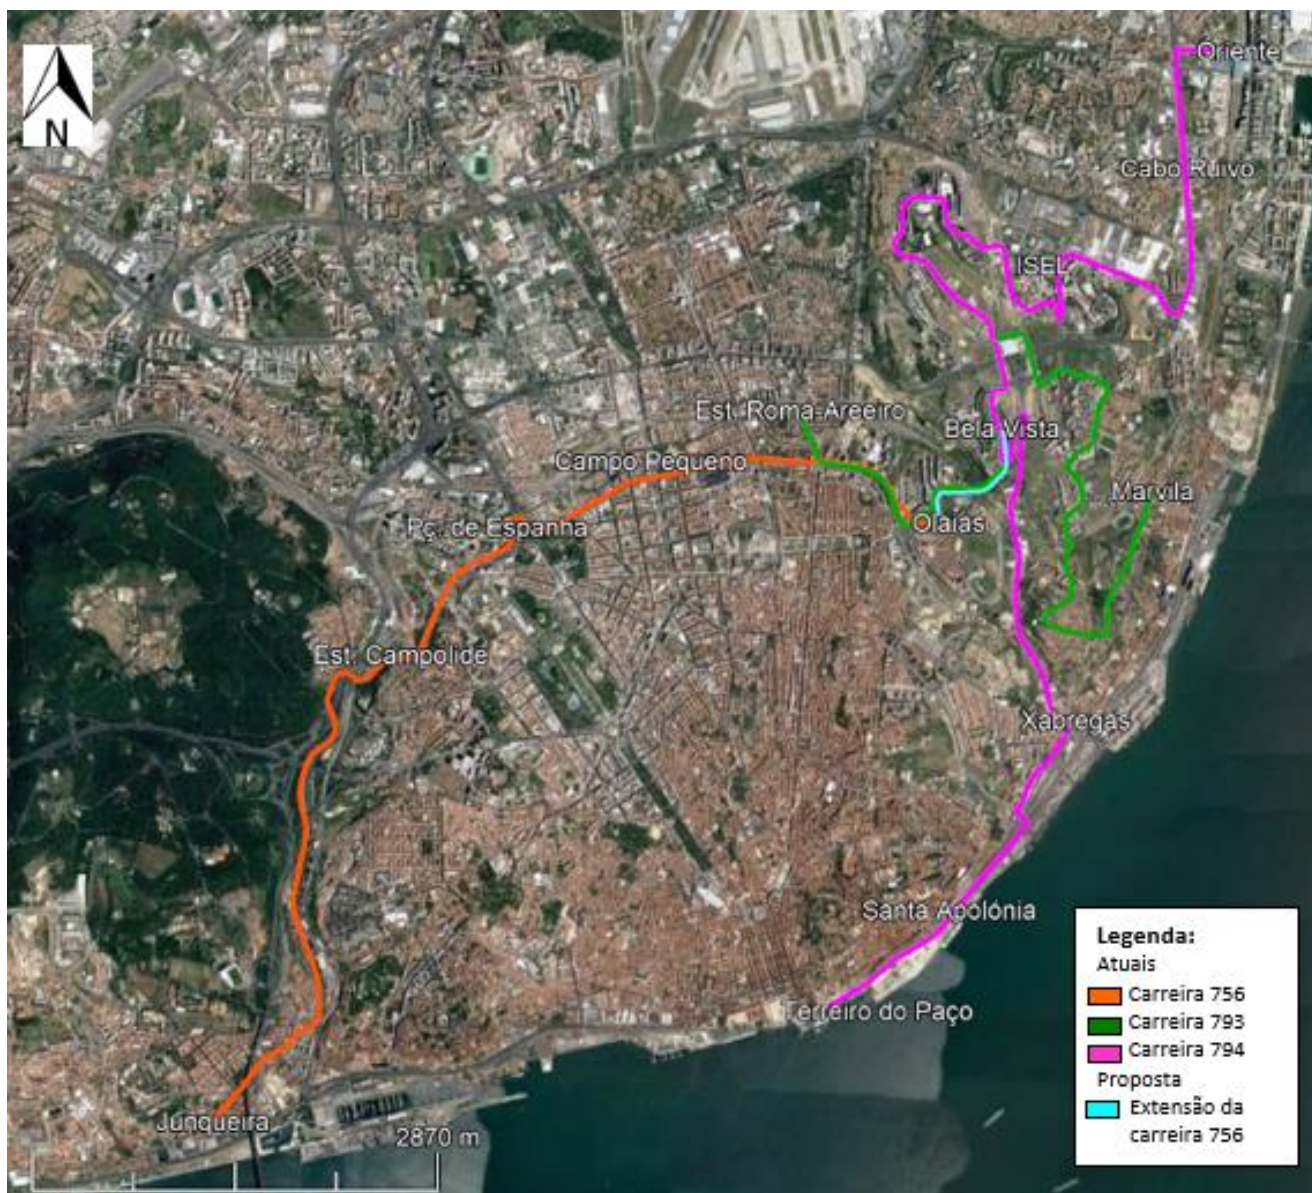 N
Oriente
Cabo Ruivo
ISEL
Est. Roma-Areeiro
Bela Vista
Campo Pequeno
Marvila
Olaias
Pç. de Espanha
Est. Campolide
Xabregas
Santa Apolónia
Terreiro do Paço
Junqueira
2870 m
Legenda:
Atuais
Carreira 756
Carreira 793
Carreira 794
Proposta
Extensão da
carreira 756